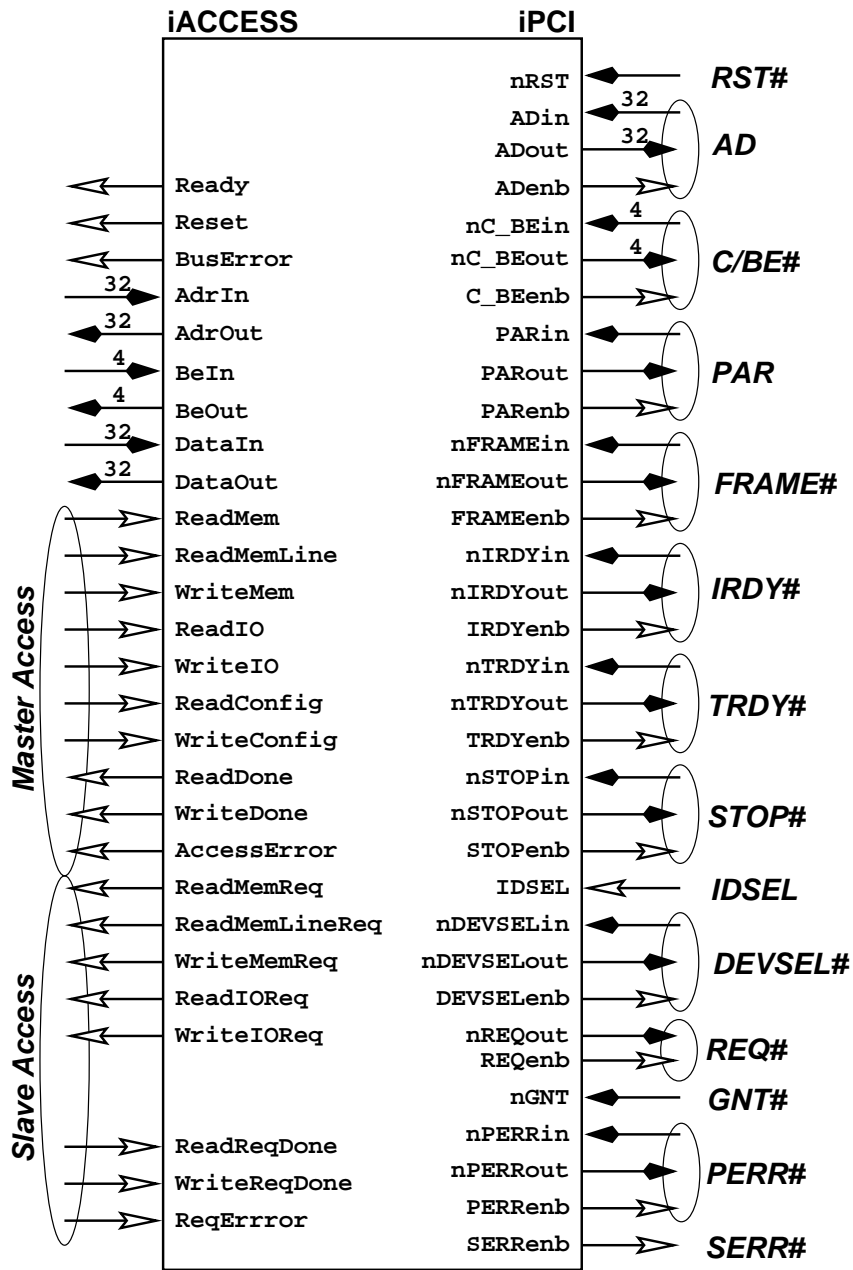 iACCESS iPCI
nRST RST#
32
ADin
32
ADout AD
Ready ADenb
Reset 4 nC_BEin
BusError nC_BEout 4 C/BE#
32 AdrIn C_BEenb
32 AdrOut PARin
4 BeIn PARout PAR
4 BeOut PARenb
32 DataIn nFRAMEin
32 DataOut nFRAMEout FRAME#
ReadMem FRAMEenb
ReadMemLine nIRDYin
WriteMem nIRDYout IRDY#
ReadIO IRDYenb
WriteIO nTRDYin
Master Access
ReadConfig nTRDYout TRDY#
WriteConfig TRDYenb
ReadDone nSTOPin
WriteDone nSTOPout STOP#
AccessError STOPenb
ReadMemReq IDSEL IDSEL
ReadMemLineReq nDEVSELin
WriteMemReq nDEVSELout DEVSEL#
ReadIOReq DEVSELenb
WriteIOReq nREQout REQ#
REQenb
Slave Access
nGNT GNT#
nPERRin
ReadReqDone
nPERRout PERR#
WriteReqDone
PERRenb
ReqErrror
SERRenb SERR#